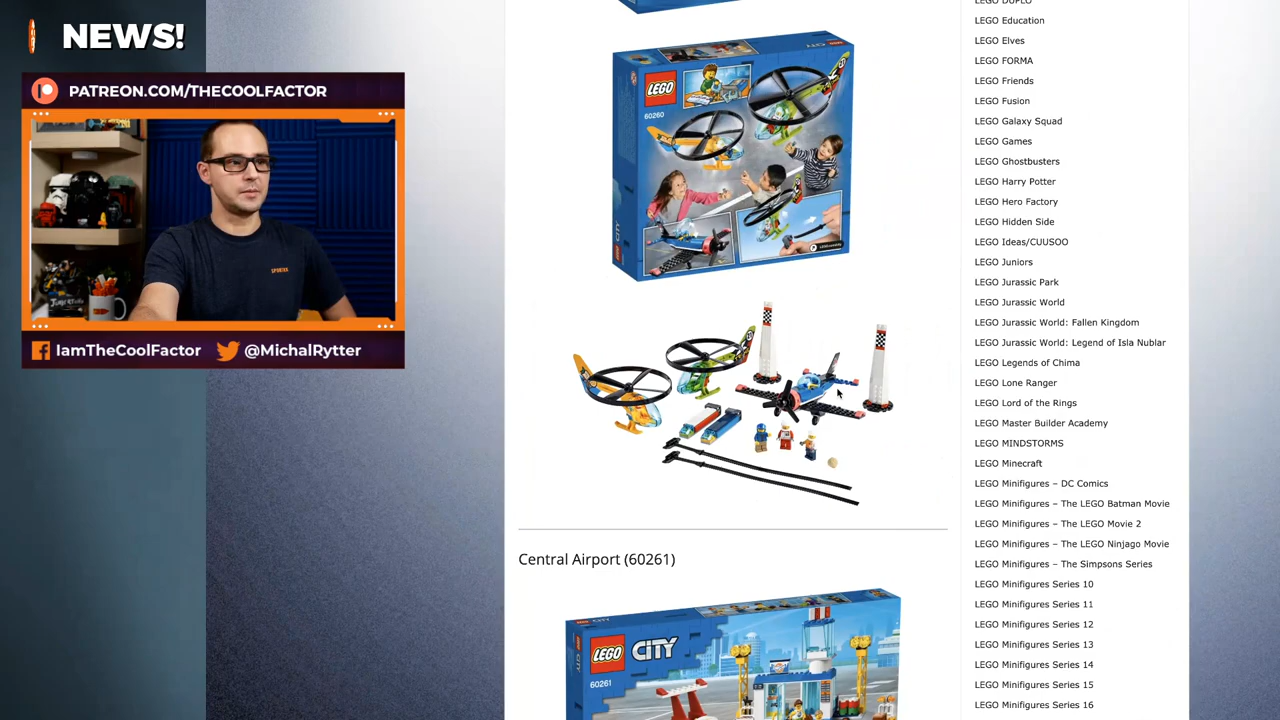 NEWS!
PATREON.COM/THECOOLFACTOR
SPIDERX
IamTheCoolFactor
@MichalRytter
CITY
LEGO
60260
CITY
Central Airport (60261)
CITY
LEGO
CITY
60261
LEGO DUPLO
LEGO Education
LEGO Elves
LEGO FORMA
LEGO Friends
LEGO Fusion
LEGO Galaxy Squad
LEGO Games
LEGO Ghostbusters
LEGO Harry Potter
LEGO Hero Factory
LEGO Hidden Side
LEGO Ideas/CUUSOO
LEGO Juniors
LEGO Jurassic Park
LEGO Jurassic World
LEGO Jurassic World: Fallen Kingdom
LEGO Jurassic World: Legend of Isla Nublar
LEGO Legends of Chima
LEGO Lone Ranger
LEGO Lord of the Rings
LEGO Master Builder Academy
LEGO MINDSTORMS
LEGO Minecraft
LEGO Minifigures – DC Comics
LEGO Minifigures – The LEGO Batman Movie
LEGO Minifigures – The LEGO Movie 2
LEGO Minifigures – The LEGO Ninjago Movie
LEGO Minifigures – The Simpsons Series
LEGO Minifigures Series 10
LEGO Minifigures Series 11
LEGO Minifigures Series 12
LEGO Minifigures Series 13
LEGO Minifigures Series 14
LEGO Minifigures Series 15
LEGO Minifigures Series 16